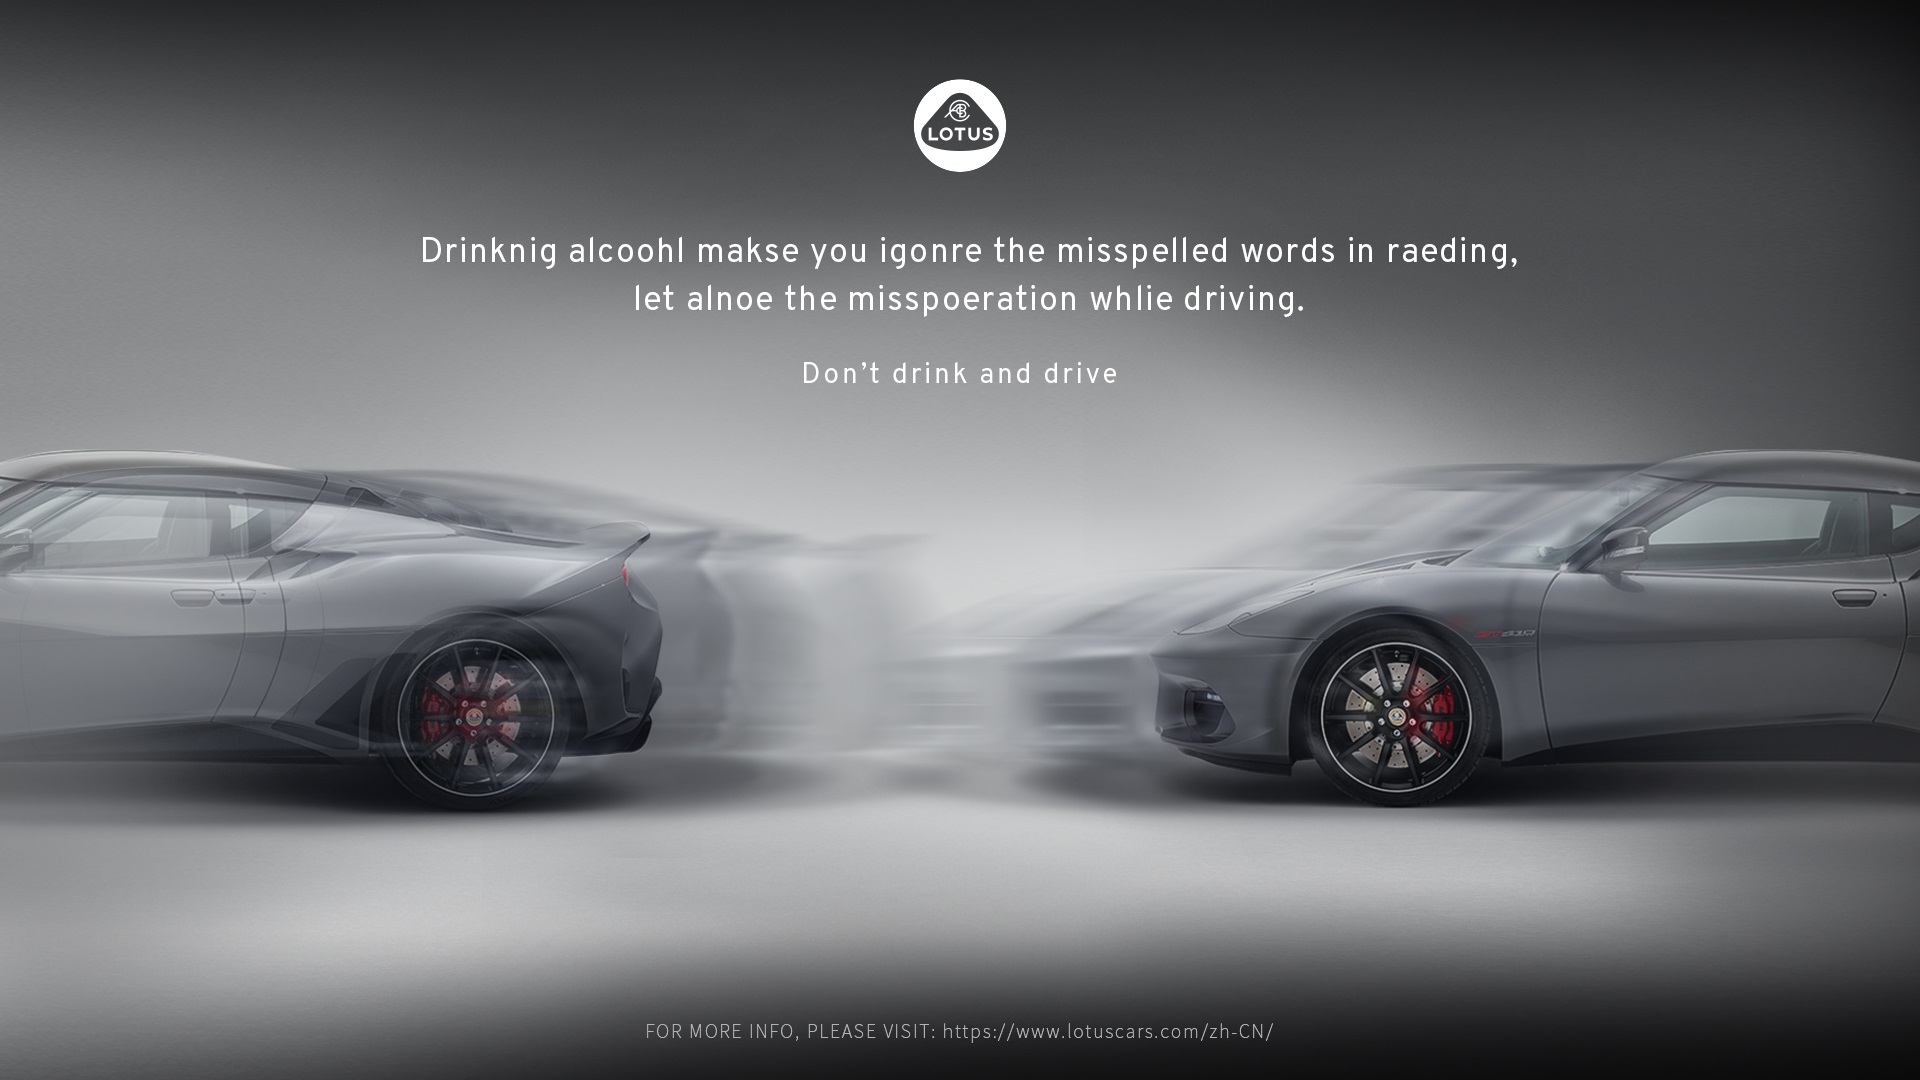 LOTUS
Drinknig alcoohl makse you igonre the misspelled words in raeding,
let alnoe the misspoeration whlie driving.
Don’t drink and drive
FOR MORE INFO, PLEASE VISIT: https://www.lotuscars.com/zh-CN/